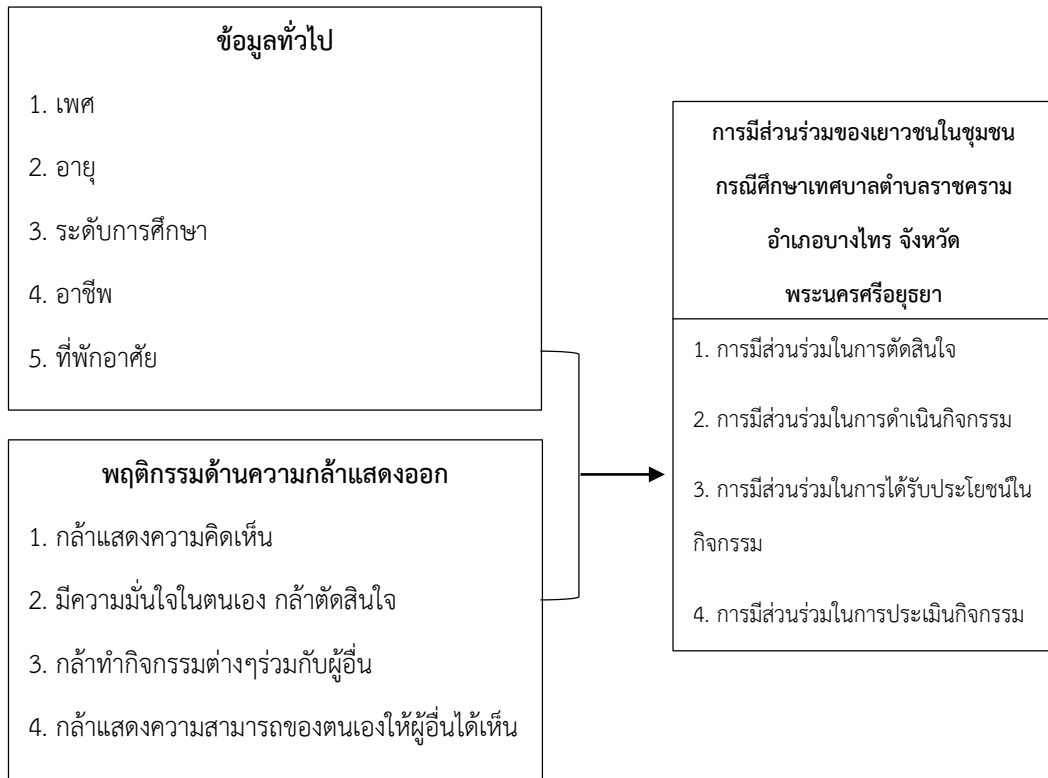 ข้อมูลทั่วไป
1. เพศ
2. อายุ
3. ระดับการศึกษา
4. อาชีพ
5. ที่พักอาศัย
พฤติกรรมด้านความกล้าแสดงออก
1. กล้าแสดงความคิดเห็น
2. มีความมั่นใจในตนเอง กล้าตัดสินใจ
3. กล้าทำกิจกรรมต่างๆร่วมกับผู้อื่น
4. กล้าแสดงความสามารถของตนเองให้ผู้อื่นได้เห็น
การมีส่วนร่วมของเยาวชนในชุมชน
กรณีศึกษาเทศบาลตำบลราชคราม
อำเภอบางไทร จังหวัด
พระนครศรีอยุธยา
1. การมีส่วนร่วมในการตัดสินใจ
2. การมีส่วนร่วมในการดำเนินกิจกรรม
3. การมีส่วนร่วมในการได้รับประโยชน์ใน
กิจกรรม
4. การมีส่วนร่วมในการประเมินกิจกรรม